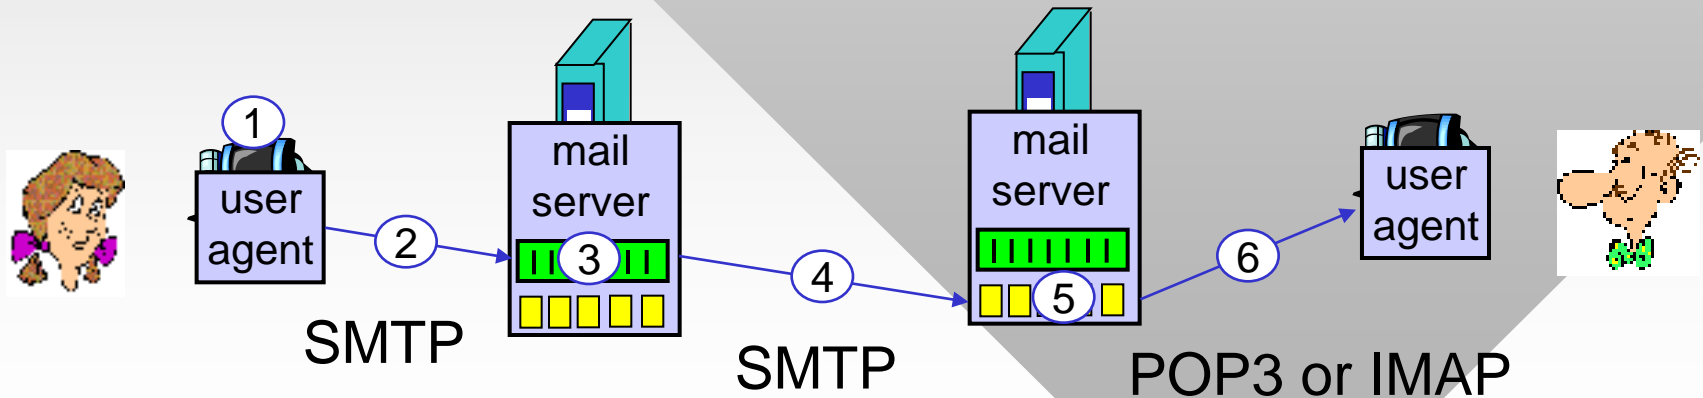 1
user
agent
2
mail
server
3
SMTP
4
SMTP
mail
server
5
6
POP3 or IMAP
user
agent